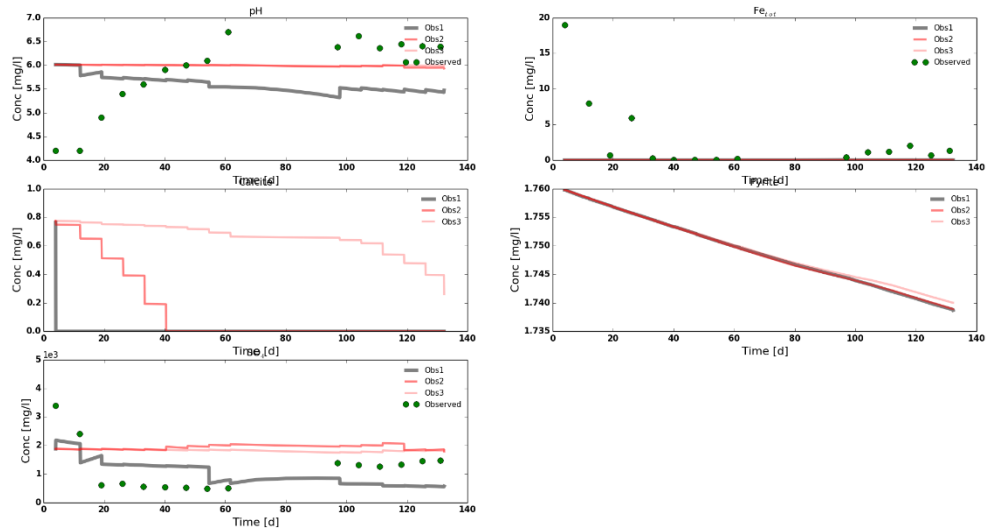 pH
Conc [mg/l]
7.0
6.5
6.0
5.5
5.0
4.5
4.0
0 20 40 60 80 100 120 140
Time [d]
Obs1
Obs2
Obs3
Observed
Fe_tot
Conc [mg/l]
20
15
10
5
0
0 20 40 60 80 100 120 140
Time [d]
Obs1
Obs2
Obs3
Observed
Calcite
Conc [mg/l]
1.0
0.8
0.6
0.4
0.2
0.0
0 20 40 60 80 100 120 140
Time [d]
Obs1
Obs2
Obs3
Pyrite
Conc [mg/l]
1.760
1.755
1.750
1.745
1.740
1.735
0 20 40 60 80 100 120 140
Time [d]
Obs1
Obs2
Obs3
1e3
Conc [mg/l]
5
4
3
2
1
0
0 20 40 60 80 100 120 140
Time [d]
Obs1
Obs2
Obs3
Observed